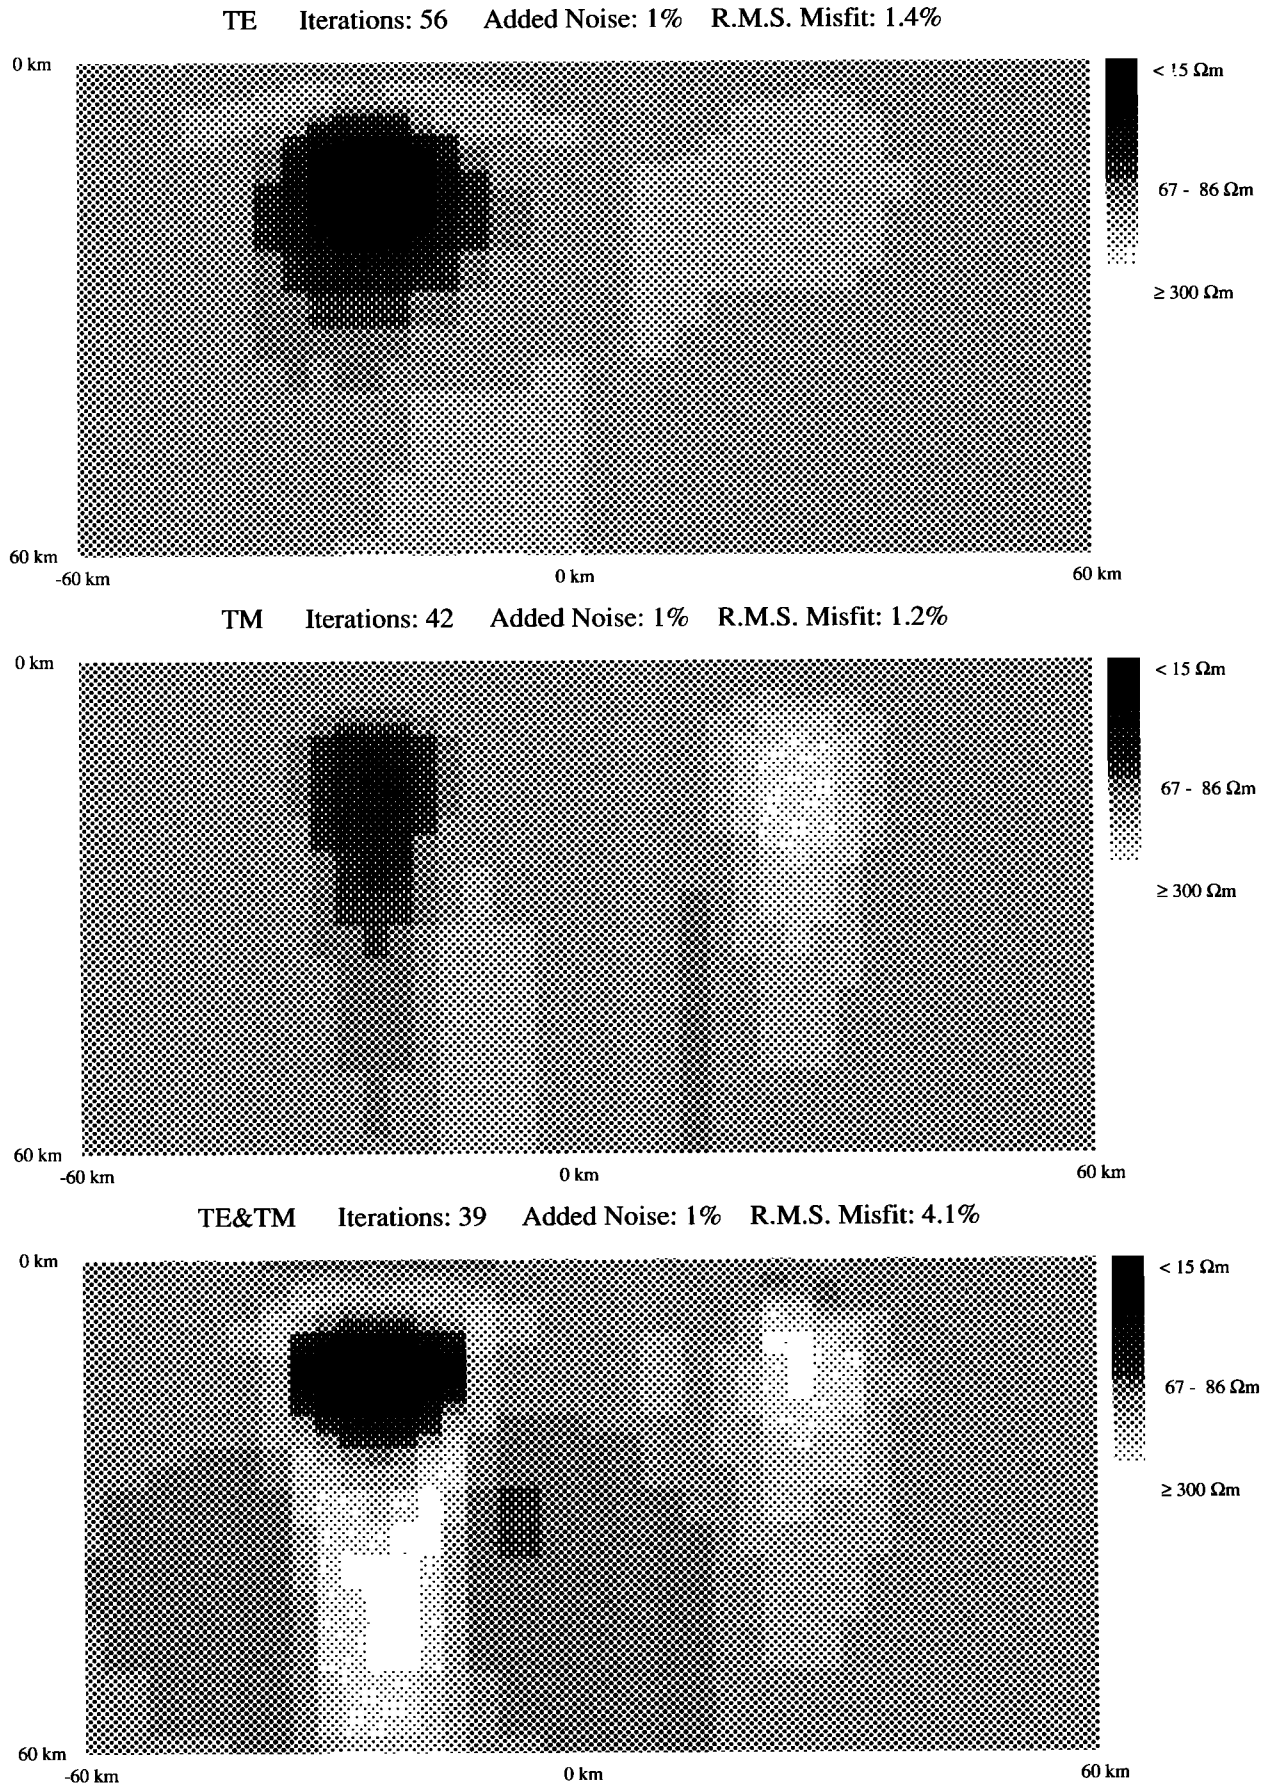 TE Iterations: 56 Added Noise: 1% R.M.S. Misfit: 1.4%
0 km
< 15 Ωm
67 - 86 Ωm
≥ 300 Ωm
60 km
-60 km 0 km 60 km
TM Iterations: 42 Added Noise: 1% R.M.S. Misfit: 1.2%
0 km
< 15 Ωm
67 - 86 Ωm
≥ 300 Ωm
60 km
-60 km 0 km 60 km
TE&TM Iterations: 39 Added Noise: 1% R.M.S. Misfit: 4.1%
0 km
< 15 Ωm
67 - 86 Ωm
≥ 300 Ωm
60 km
-60 km 0 km 60 km